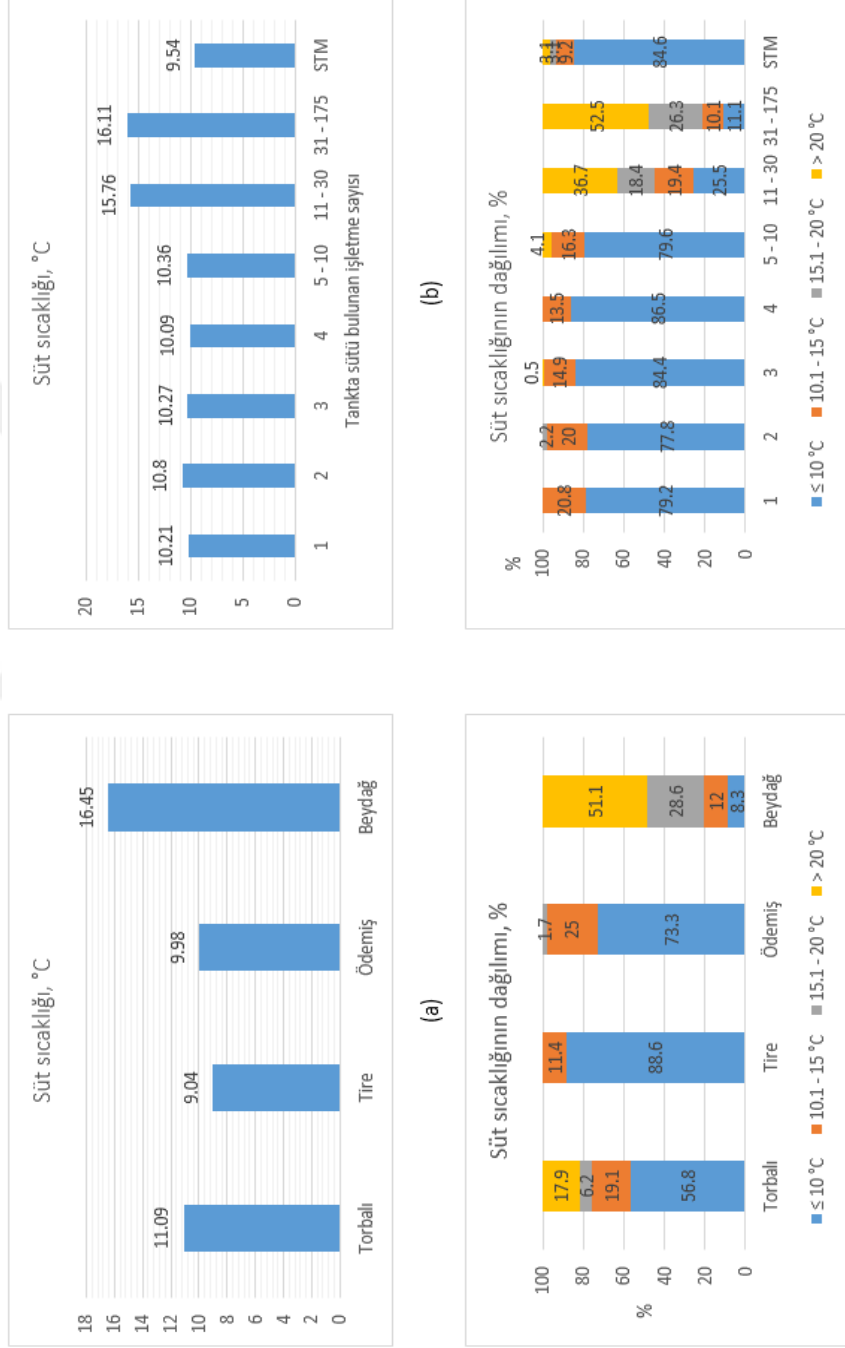 Süt sıcaklığı, °C
18
16
14
12
10
8
6
4
2
0
11.09
9.04
9.98
16.45
Torbalı
Tire
Ödemiş
Beydağ
(a)
Süt sıcaklığının dağılımı, %
%
100
80
60
40
20
0
17.9
6.2
19.1
56.8
11.4
88.6
1.7
25
73.3
51.1
28.6
12
8.3
Torbalı
Tire
Ödemiş
Beydağ
≤ 10 °C
10.1 - 15 °C
15.1 - 20 °C
> 20 °C
Süt sıcaklığı, °C
20
15
10
5
0
10.21
10.8
10.27
10.09
10.36
15.76
16.11
9.54
1
2
3
4
5 - 10
11 - 30
31 - 175
STM
Tankta sütü bulunan işletme sayısı
(b)
Süt sıcaklığının dağılımı, %
%
100
80
60
40
20
0
20.8
79.2
2.2
20
77.8
0.5
14.9
84.4
13.5
86.5
4.1
16.3
79.6
36.7
18.4
19.4
25.5
52.5
26.3
10.1
11.1
3.1
3.1
9.2
84.6
1
2
3
4
5 - 10
11 - 30
31 - 175
STM
≤ 10 °C
10.1 - 15 °C
15.1 - 20 °C
> 20 °C